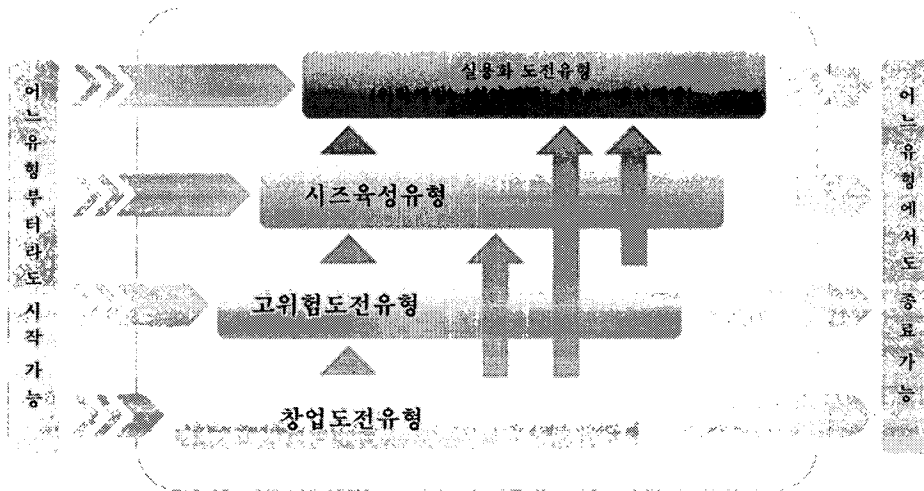 어느유형부터라도 시작가능
실용화 도전유형
시즈육성유형
고위험도전유형
창업도전유형
어느유형에서도 종료가능